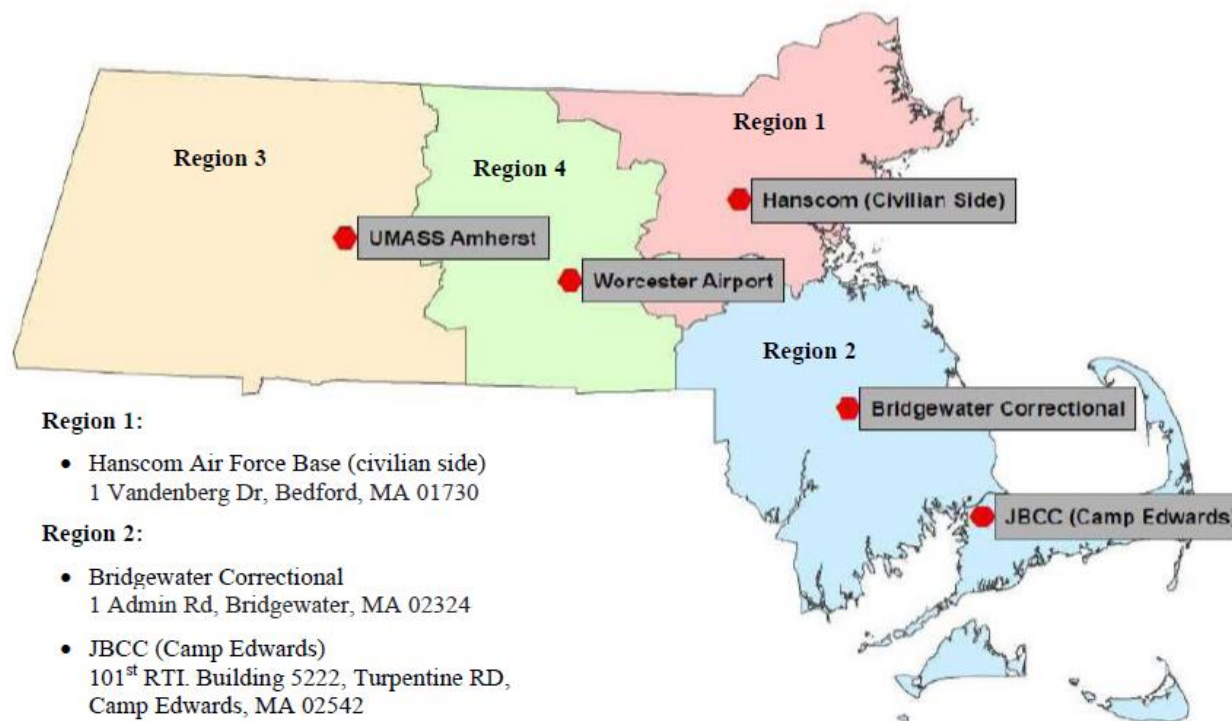 Region 1
Region 3
Region 4
Hanscom (Civilian Side)
UMASS Amherst
Worcester Airport
Region 2
Bridgewater Correctional
JBCC (Camp Edwards)
Region 1:
• Hanscom Air Force Base (civilian side)
1 Vandenberg Dr, Bedford, MA 01730
Region 2:
• Bridgewater Correctional
1 Admin Rd, Bridgewater, MA 02324
• JBCC (Camp Edwards)
101st RTI. Building 5222, Turpentine RD,
Camp Edwards, MA 02542